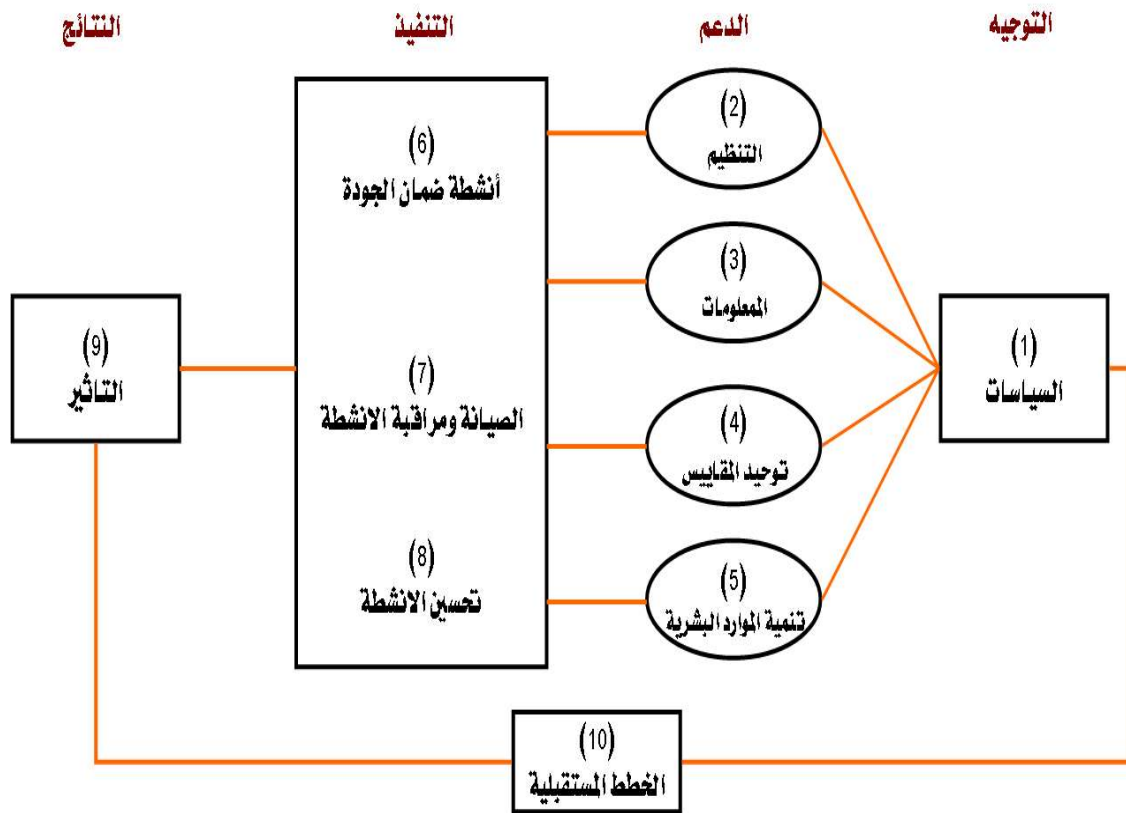 التوجيه
الدعم
التنفيذ
النتائج
(1)
السياسات
(2)
التنظيم
(3)
الممعلومات
(4)
توحيد المقاييس
(5)
تنمية الموارد البشرية
(6)
أنشطة ضمان الجودة
(7)
الصيانة ومراقبة الانشطة
(8)
تحسين الانشطة
(9)
التاثير
(10)
الخطط المستقبلية